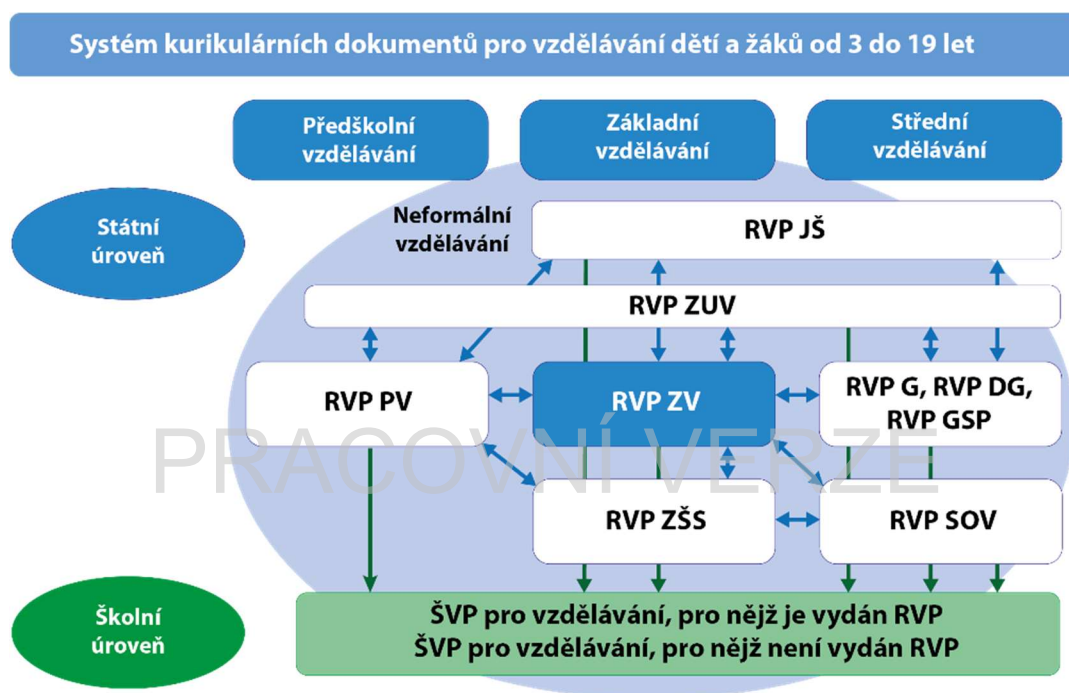 Systém kurikulárních dokumentů pro vzdělávání dětí a žáků od 3 do 19 let
Předškolní
vzdělávání
Základní
vzdělávání
Střední
vzdělávání
Státní
úroveň
Neformální
vzdělávání
RVP JŠ
RVP ZUV
RVP PV
RVP ZV
RVP G, RVP DG,
RVP GSP
PRACOVNÍ VERZE
RVP ZŠS
RVP SOV
Školní
úroveň
ŠVP pro vzdělávání, pro nějž je vydán RVP
ŠVP pro vzdělávání, pro nějž není vydán RVP